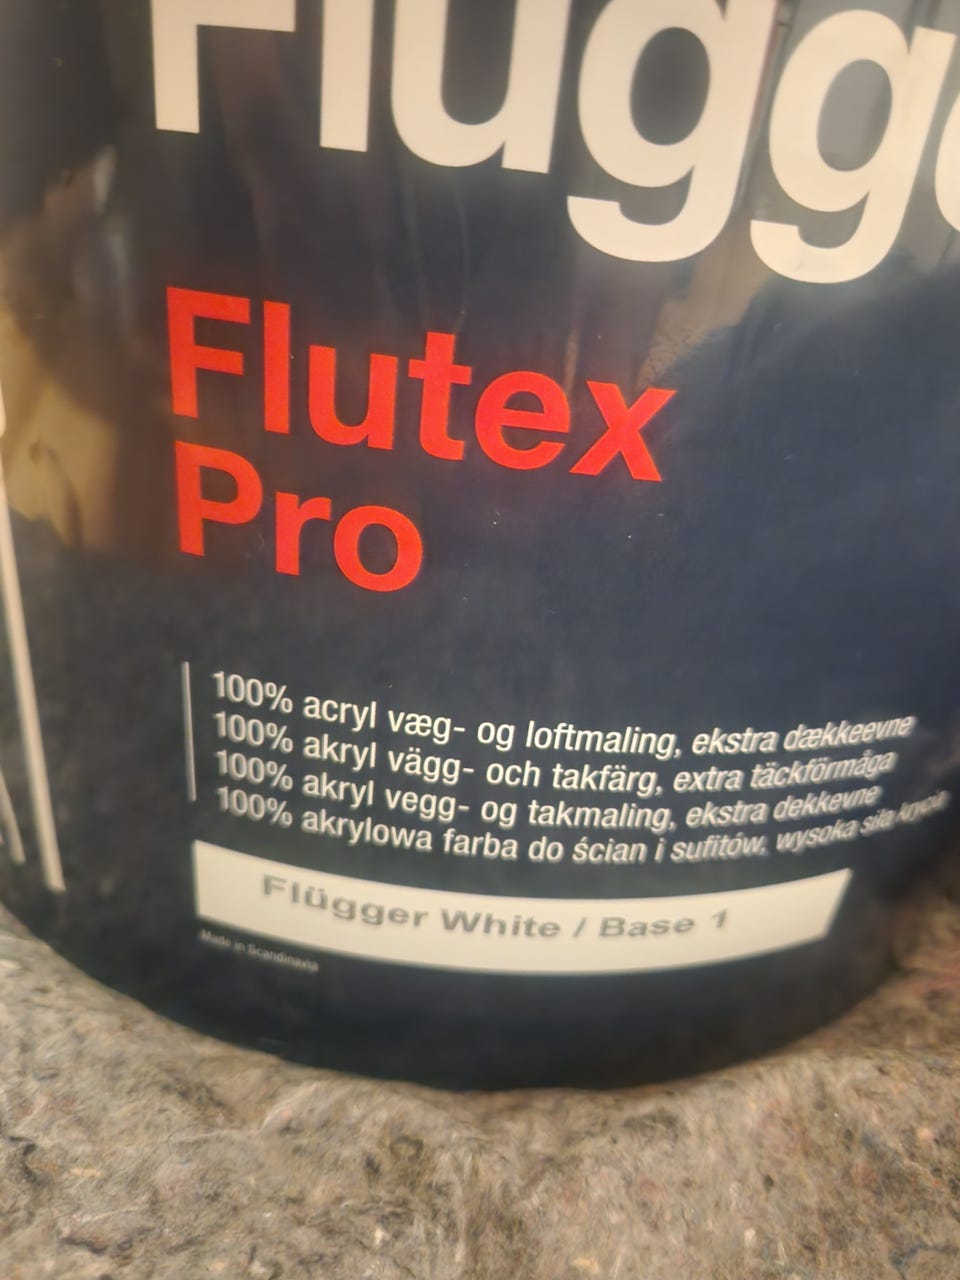 Flügge
Flutex
Pro
100% acryl væg- og loftmaling, ekstra dækkeevne
100% akryl vägg- och takfärg, extra täckförmåga
100% akryl vegg- og takmaling, ekstra dekkevne
100% akrylowa farba do ścian i sufitów, wysoka siła
Flügger White / Base 1
Made in Scandinavia